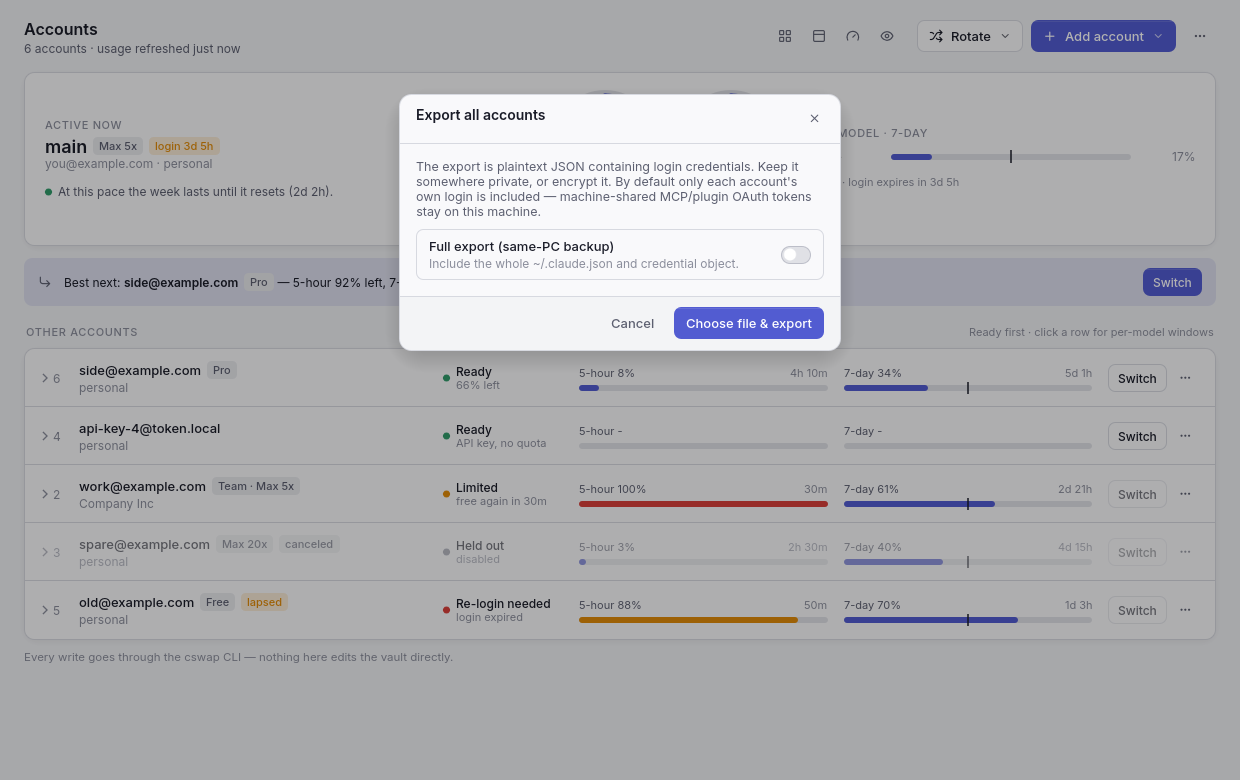 Accounts
6 accounts · usage refreshed just now
Rotate
Add account
ACTIVE NOW
main Max 5x login 3d 5h
you@example.com · personal
At this pace the week lasts until it resets (2d 2h).
MODEL · 7-DAY
17%
· login expires in 3d 5h
Export all accounts
The export is plaintext JSON containing login credentials. Keep it
somewhere private, or encrypt it. By default only each account's
own login is included — machine-shared MCP/plugin OAuth tokens
stay on this machine.
Full export (same-PC backup)
Include the whole ~/.claude.json and credential object.
Cancel
Choose file & export
Best next: side@example.com Pro — 5-hour 92% left, 7-
Switch
OTHER ACCOUNTS
Ready first · click a row for per-model windows
6 side@example.com Pro
personal
Ready
66% left
5-hour 8% 4h 10m
7-day 34% 5d 1h
Switch
4 api-key-4@token.local
personal
Ready
API key, no quota
5-hour -
7-day -
Switch
2 work@example.com Team · Max 5x
Company Inc
Limited
free again in 30m
5-hour 100% 30m
7-day 61% 2d 21h
Switch
3 spare@example.com Max 20x canceled
personal
Held out
disabled
5-hour 3% 2h 30m
7-day 40% 4d 15h
Switch
5 old@example.com Free lapsed
personal
Re-login needed
login expired
5-hour 88% 50m
7-day 70% 1d 3h
Switch
Every write goes through the cswap CLI — nothing here edits the vault directly.